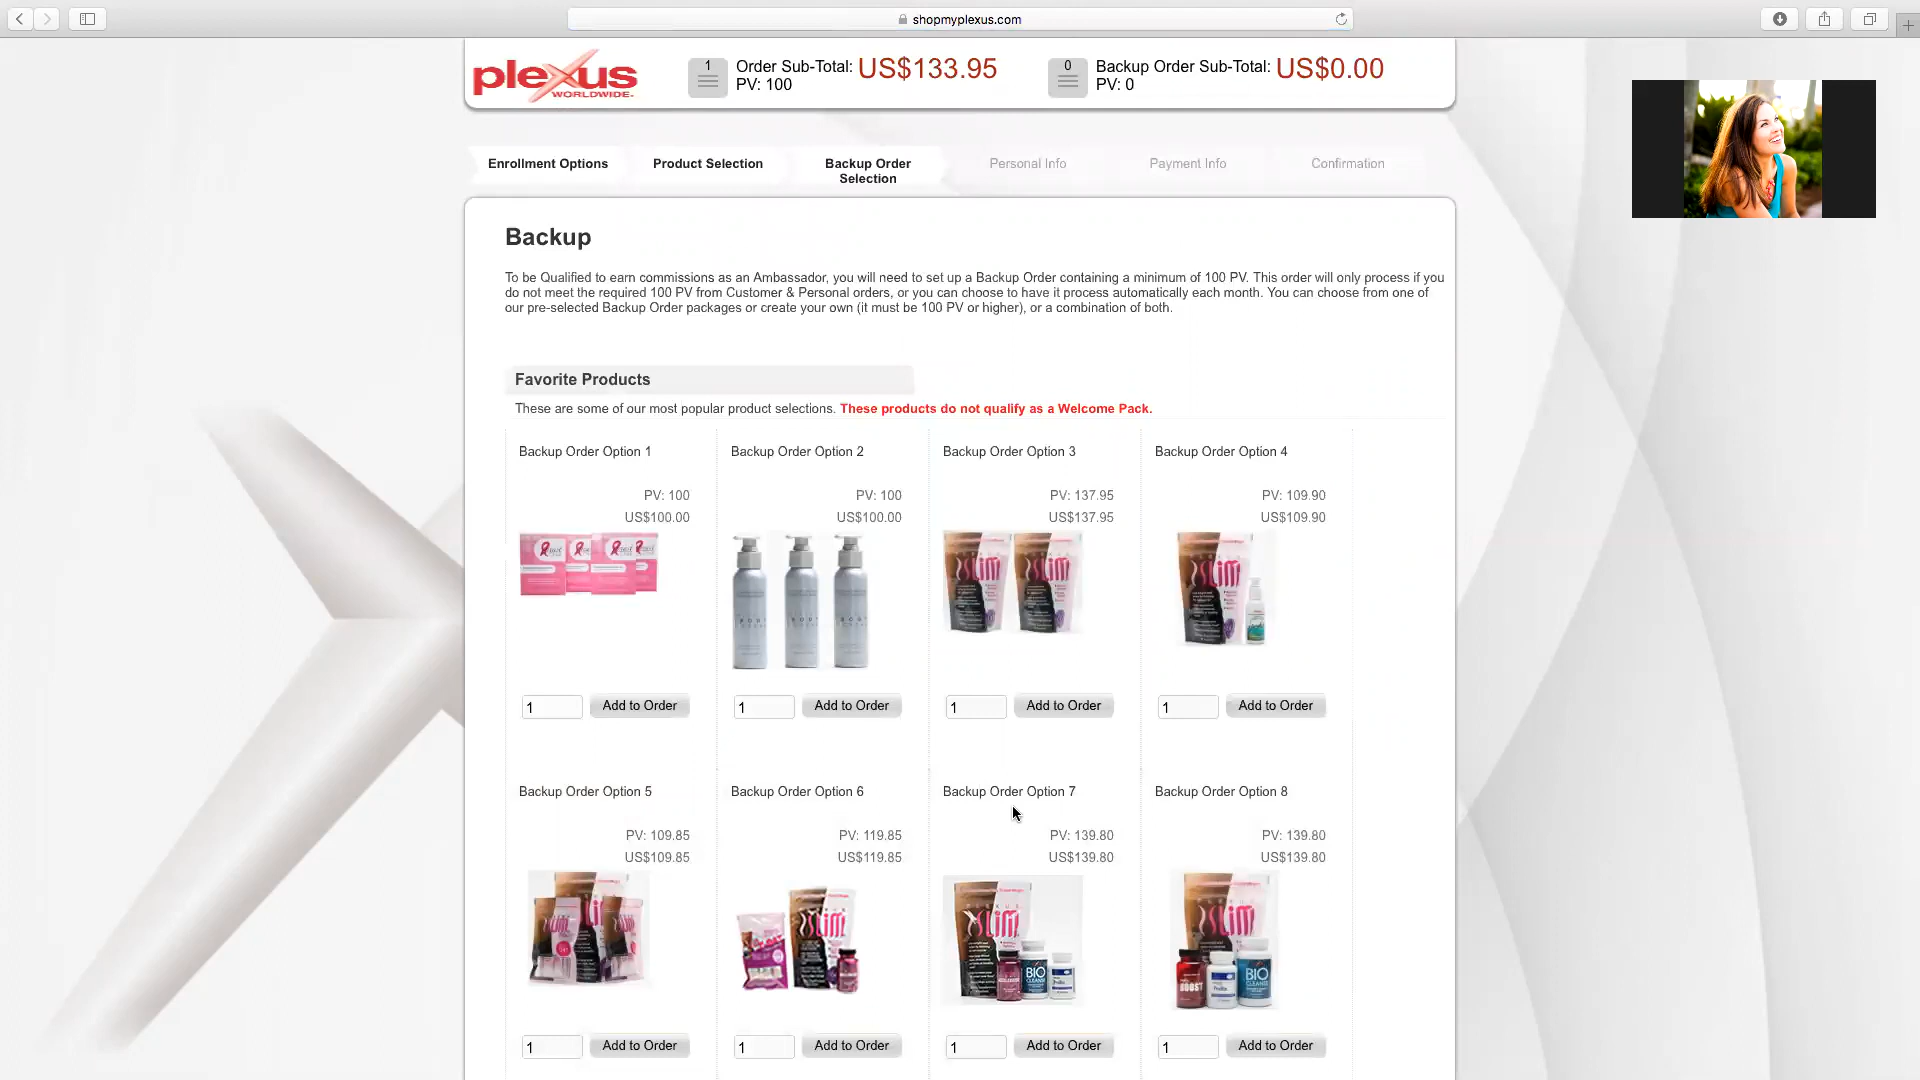 shopmyplexus.com
plexus
WORLDWIDE
1
Order Sub-Total: US$133.95
PV: 100
0
Backup Order Sub-Total: US$0.00
PV: 0
Enrollment Options
Product Selection
Backup Order
Selection
Personal Info
Payment Info
Confirmation
Backup
To be Qualified to earn commissions as an Ambassador, you will need to set up a Backup Order containing a minimum of 100 PV. This order will only process if you
do not meet the required 100 PV from Customer & Personal orders, or you can choose to have it process automatically each month. You can choose from one of
our pre-selected Backup Order packages or create your own (it must be 100 PV or higher), or a combination of both.
Favorite Products
These are some of our most popular product selections. These products do not qualify as a Welcome Pack.
Backup Order Option 1
PV: 100
US$100.00
1
Add to Order
Backup Order Option 2
PV: 100
US$100.00
BODY
1
Add to Order
Backup Order Option 3
PV: 137.95
US$137.95
SLIM
SLIM
1
Add to Order
Backup Order Option 4
PV: 109.90
US$109.90
SLIM
1
Add to Order
Backup Order Option 5
PV: 109.85
US$109.85
1
Add to Order
Backup Order Option 6
PV: 119.85
US$119.85
SLIM
1
Add to Order
Backup Order Option 7
PV: 139.80
US$139.80
SLIM
BIO
CLEANSE
1
Add to Order
Backup Order Option 8
PV: 139.80
US$139.80
SLIM
BOOST
BIO
CLEANSE
1
Add to Order